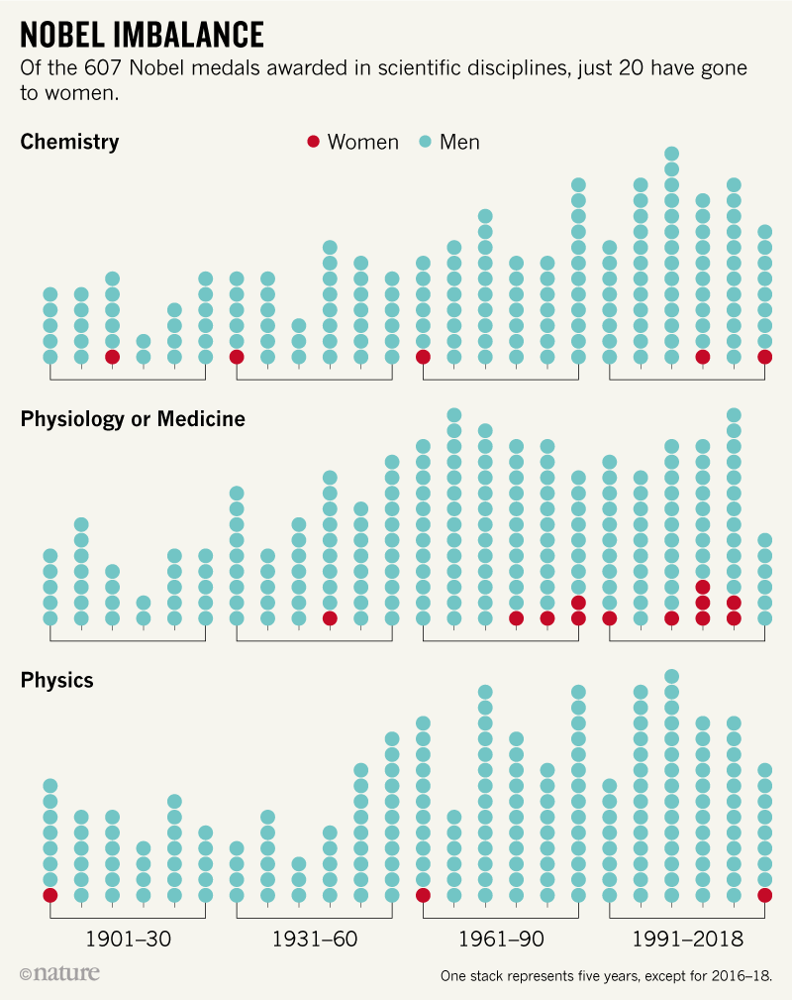 NOBEL IMBALANCE
Of the 607 Nobel medals awarded in scientific disciplines, just 20 have gone
to women.
Chemistry
Women
Men
Physiology or Medicine
Physics
1901–30
1931–60
1961–90
1991–2018
©nature
One stack represents five years, except for 2016–18.